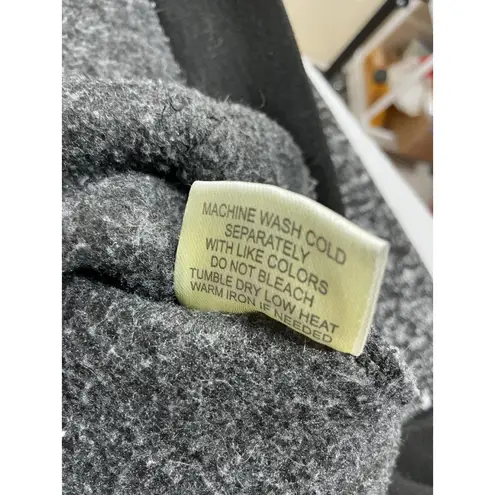 MACHINE WASH COLD
SEPARATELY
WITH LIKE COLORS
DO NOT BLEACH
TUMBLE DRY LOW HEAT
WARM IRON IF NEEDED